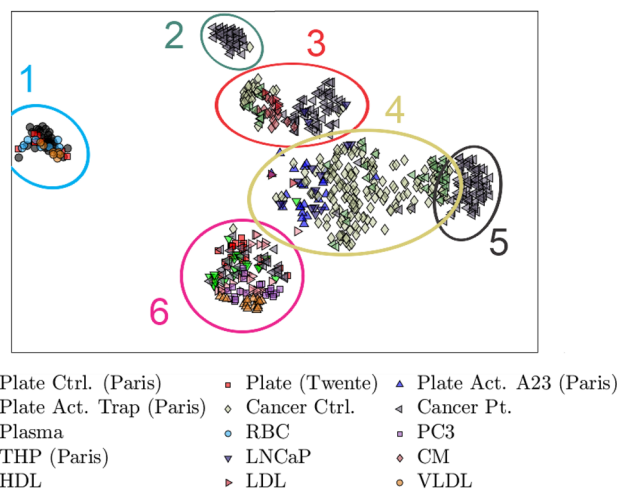 1
2
3
4
5
6
Plate Ctrl. (Paris) Plate (Twente) Plate Act. A23 (Paris)
Plate Act. Trap (Paris) Cancer Ctrl. Cancer Pt.
Plasma RBC PC3
THP (Paris) LNCaP CM
HDL LDL VLDL